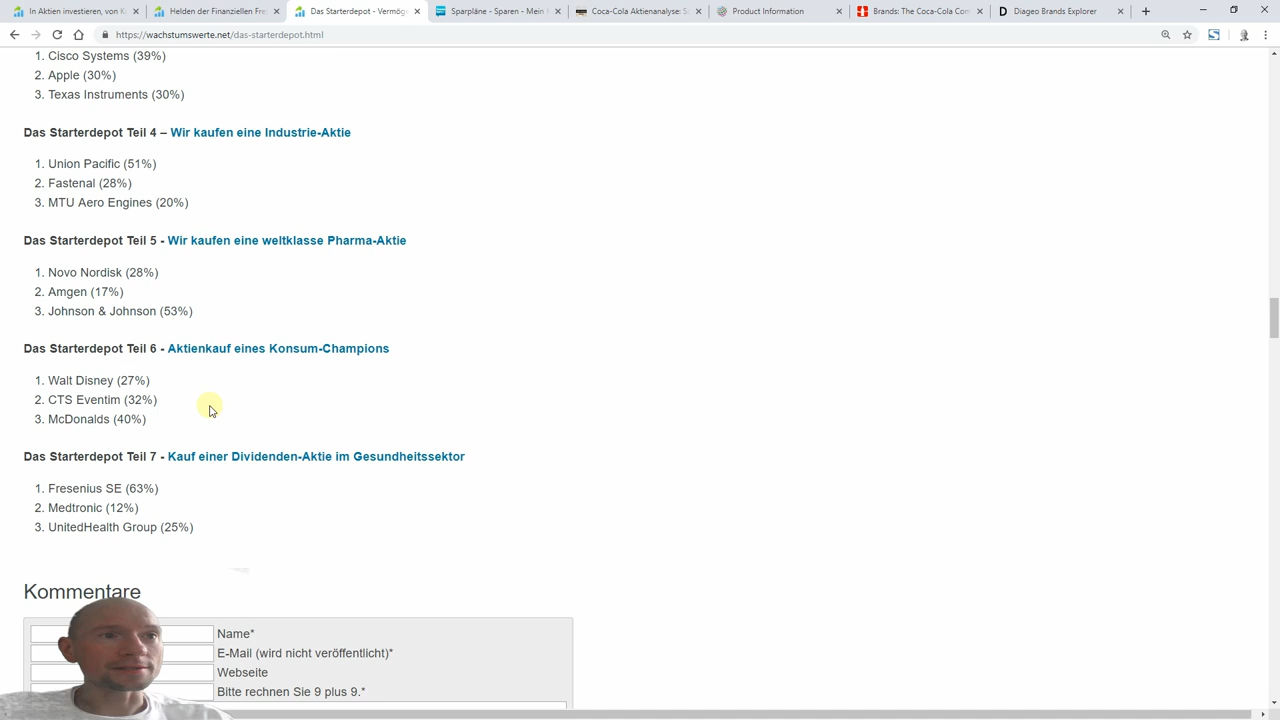 In Aktien investieren, von K
Helden der Finanziellen Fre
Das Starterdepot - Vermöge
Sparpläne - Sparen - Mein
Coca-Cola Aktienanalyse: S
Product Information
Brands: The Coca-Cola Com
Diageo Brands Explorer
https://wachstumswerte.net/das-starterdepot.html
1. Cisco Systems (39%)
2. Apple (30%)
3. Texas Instruments (30%)
Das Starterdepot Teil 4 – Wir kaufen eine Industrie-Aktie
1. Union Pacific (51%)
2. Fastenal (28%)
3. MTU Aero Engines (20%)
Das Starterdepot Teil 5 - Wir kaufen eine weltklasse Pharma-Aktie
1. Novo Nordisk (28%)
2. Amgen (17%)
3. Johnson & Johnson (53%)
Das Starterdepot Teil 6 - Aktienkauf eines Konsum-Champions
1. Walt Disney (27%)
2. CTS Eventim (32%)
3. McDonalds (40%)
Das Starterdepot Teil 7 - Kauf einer Dividenden-Aktie im Gesundheitssektor
1. Fresenius SE (63%)
2. Medtronic (12%)
3. UnitedHealth Group (25%)
Kommentare
Name*
E-Mail (wird nicht veröffentlicht)*
Webseite
Bitte rechnen Sie 9 plus 9.*